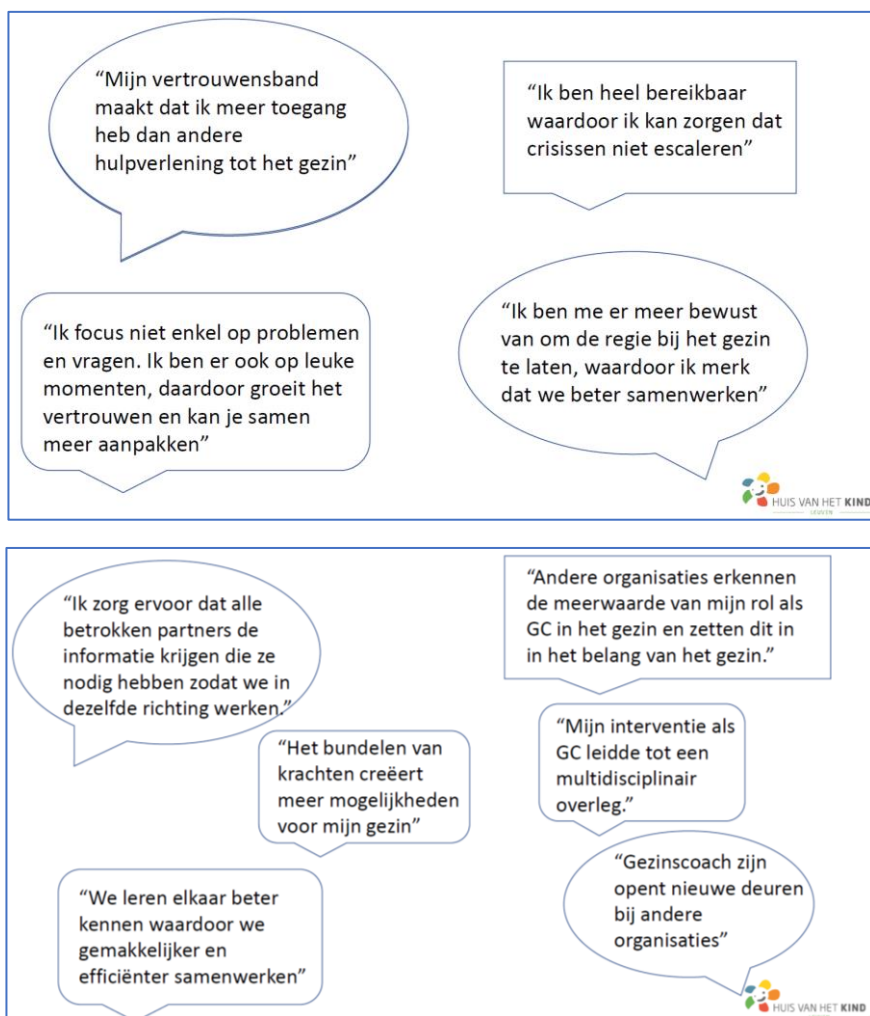 “Mijn vertrouwensband
maakt dat ik meer toegang
heb dan andere
hulpverlening tot het gezin”
“Ik ben heel bereikbaar
waardoor ik kan zorgen dat
crisissen niet escaleren”
“Ik focus niet enkel op problemen
en vragen. Ik ben er ook op leuke
momenten, daardoor groeit het
vertrouwen en kan je samen
meer aanpakken”
“Ik ben me er meer bewust
van om de regie bij het gezin
te laten, waardoor ik merk
dat we beter samenwerken”
HUIS VAN HET KIND
LEUVEN
“Ik zorg ervoor dat alle
betrokken partners de
informatie krijgen die ze
nodig hebben zodat we in
dezelfde richting werken.”
“Andere organisaties erkennen
de meerwaarde van mijn rol als
GC in het gezin en zetten dit in
in het belang van het gezin.”
“Het bundelen van
krachten creëert
meer mogelijkheden
voor mijn gezin”
“Mijn interventie als
GC leidde tot een
multidisciplinair
overleg.”
“We leren elkaar beter
kennen waardoor we
gemakkelijker en
efficiënter samenwerken”
“Gezinscoach zijn
opent nieuwe deuren
bij andere
organisaties”
HUIS VAN HET KIND